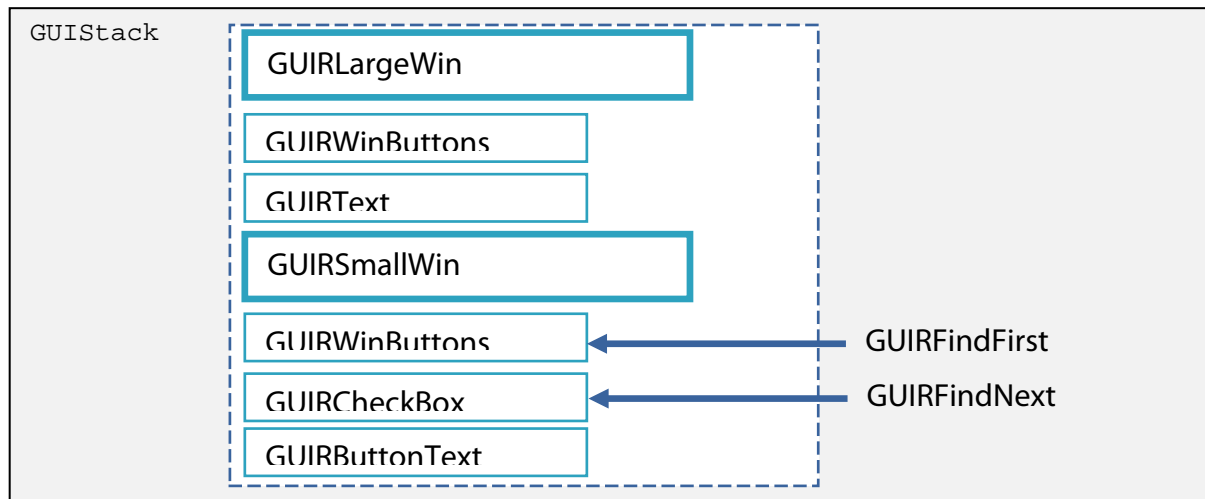 GUIStack
GUIRLargeWin
GUIRWinButtons
GUIRText
GUIRSmallWin
GUIRWinButtons
GUIRFindFirst
GUIRCheckBox
GUIRFindNext
GUIRButtonText